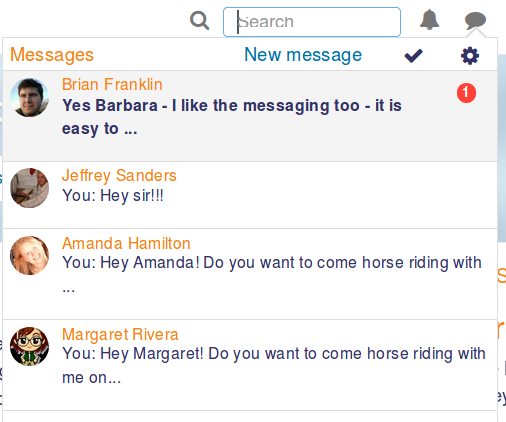 Search
Messages New message
Brian Franklin
Yes Barbara - I like the messaging too - it is
easy to ...
1
Jeffrey Sanders
You: Hey sir!!!
Amanda Hamilton
You: Hey Amanda! Do you want to come horse riding with
...
Margaret Rivera
You: Hey Margaret! Do you want to come horse riding with
me on...